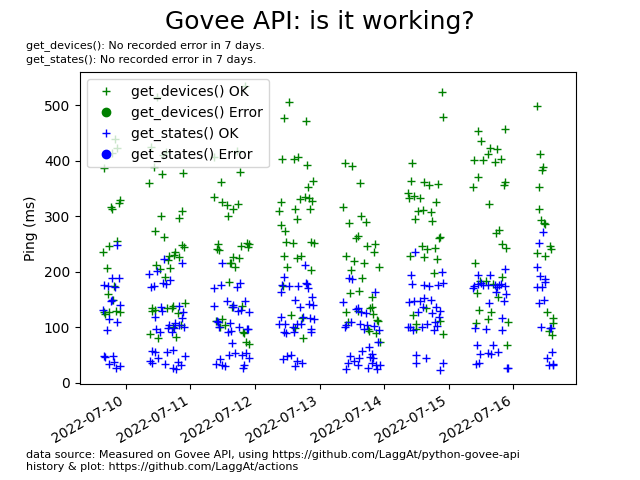 Govee API: is it working?
get_devices(): No recorded error in 7 days.
get_states(): No recorded error in 7 days.
get_devices() OK
get_devices() Error
get_states() OK
get_states() Error
500
400
300
200
100
0
Ping (ms)
2022-07-10
2022-07-11
2022-07-12
2022-07-13
2022-07-14
2022-07-15
2022-07-16
data source: Measured on Govee API, using https://github.com/LaggAt/python-govee-api
history & plot: https://github.com/LaggAt/actions